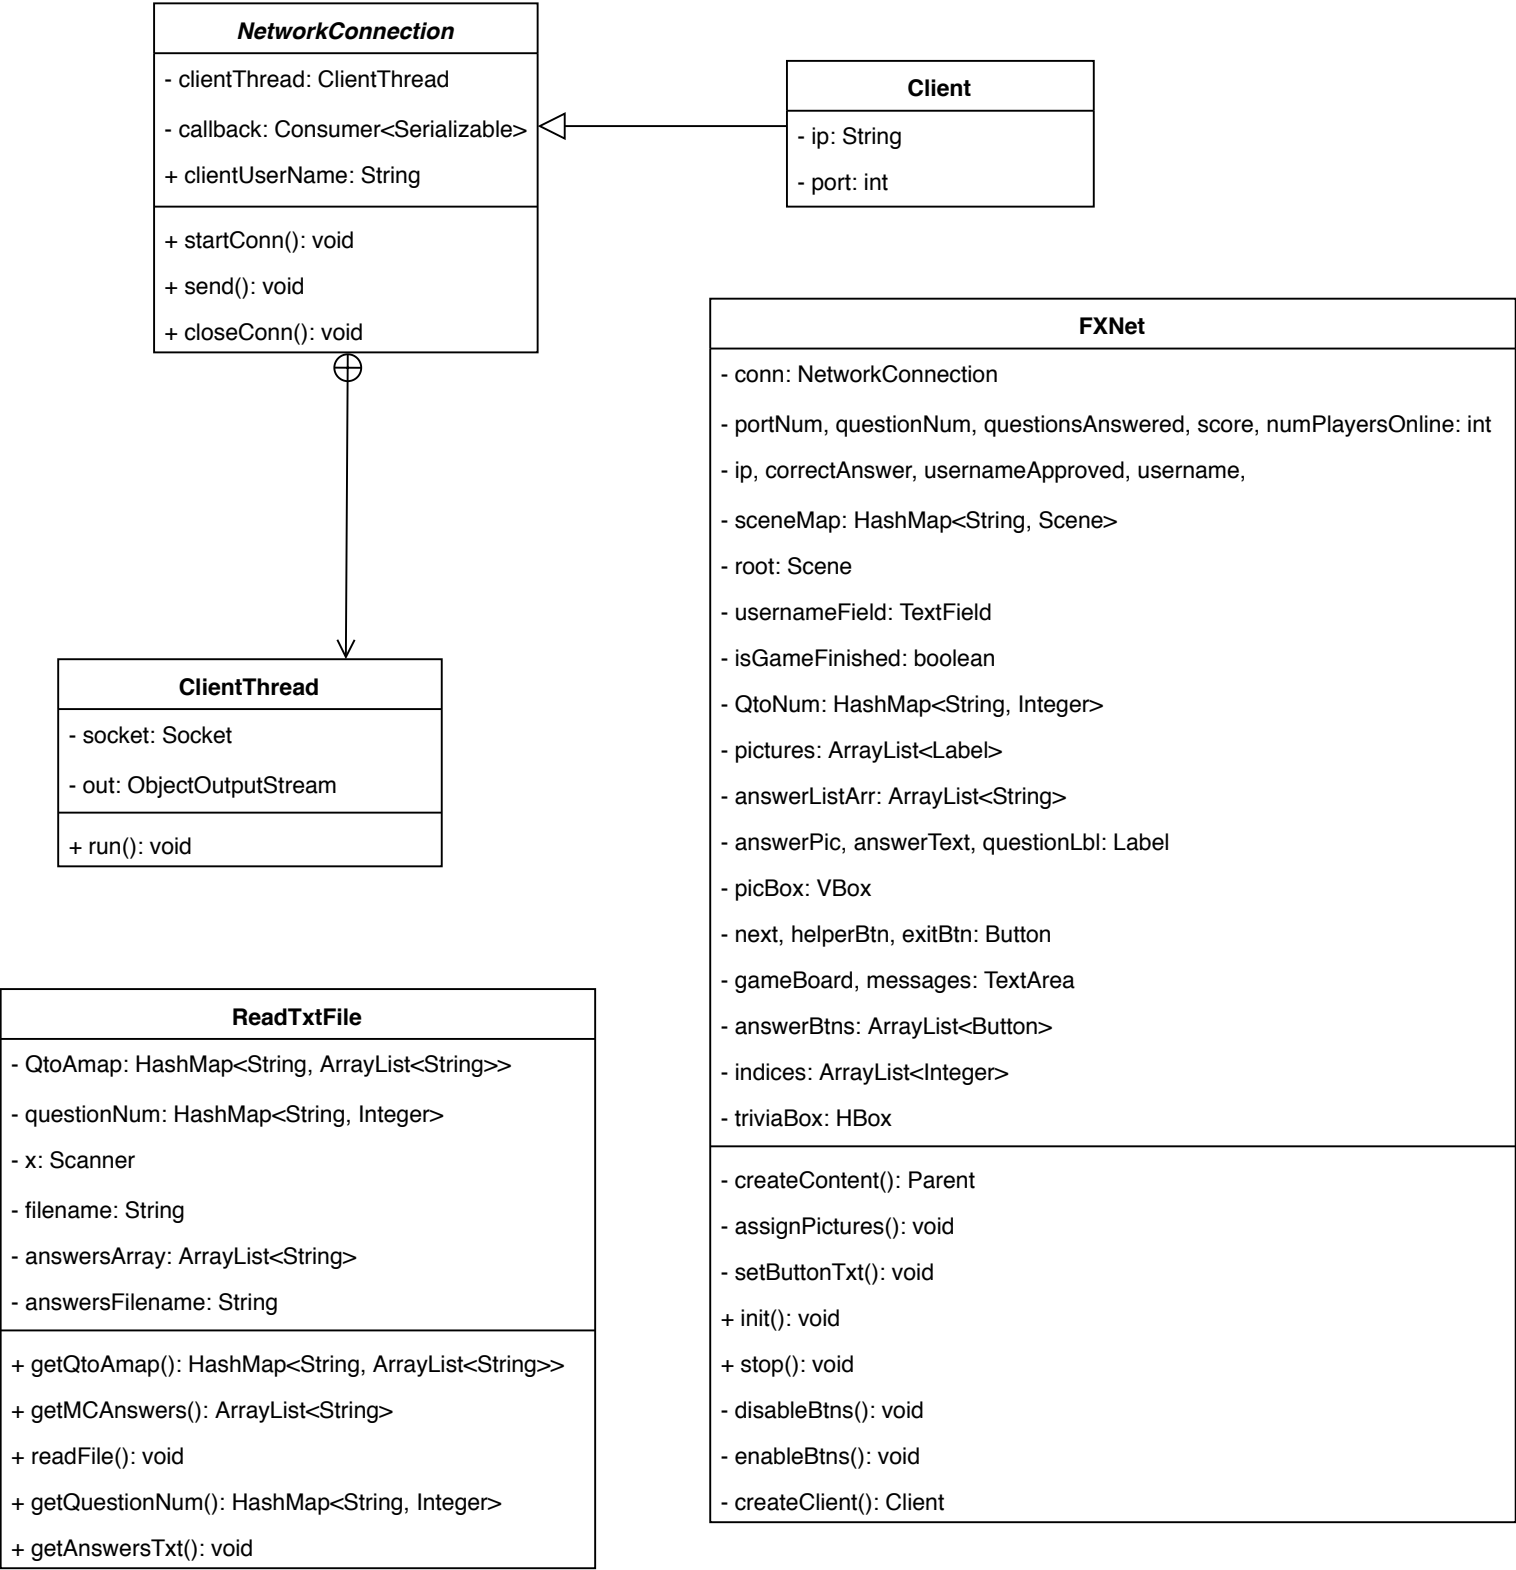 NetworkConnection
- clientThread: ClientThread
- callback: Consumer<Serializable>
+ clientUserName: String
+ startConn(): void
+ send(): void
+ closeConn(): void
Client
- ip: String
- port: int
FXNet
- conn: NetworkConnection
- portNum, questionNum, questionsAnswered, score, numPlayersOnline: int
- ip, correctAnswer, usernameApproved, username,
- sceneMap: HashMap<String, Scene>
- root: Scene
- usernameField: TextField
- isGameFinished: boolean
- QtoNum: HashMap<String, Integer>
- pictures: ArrayList<Label>
- answerListArr: ArrayList<String>
- answerPic, answerText, questionLbl: Label
- picBox: VBox
- next, helperBtn, exitBtn: Button
- gameBoard, messages: TextArea
- answerBtns: ArrayList<Button>
- indices: ArrayList<Integer>
- triviaBox: HBox
- createContent(): Parent
- assignPictures(): void
- setButtonTxt(): void
+ init(): void
+ stop(): void
- disableBtns(): void
- enableBtns(): void
- createClient(): Client
ClientThread
- socket: Socket
- out: ObjectOutputStream
+ run(): void
ReadTxtFile
- QtoAmap: HashMap<String, ArrayList<String>>
- questionNum: HashMap<String, Integer>
- x: Scanner
- filename: String
- answersArray: ArrayList<String>
- answersFilename: String
+ getQtoAmap(): HashMap<String, ArrayList<String>>
+ getMCAnswers(): ArrayList<String>
+ readFile(): void
+ getQuestionNum(): HashMap<String, Integer>
+ getAnswersTxt(): void